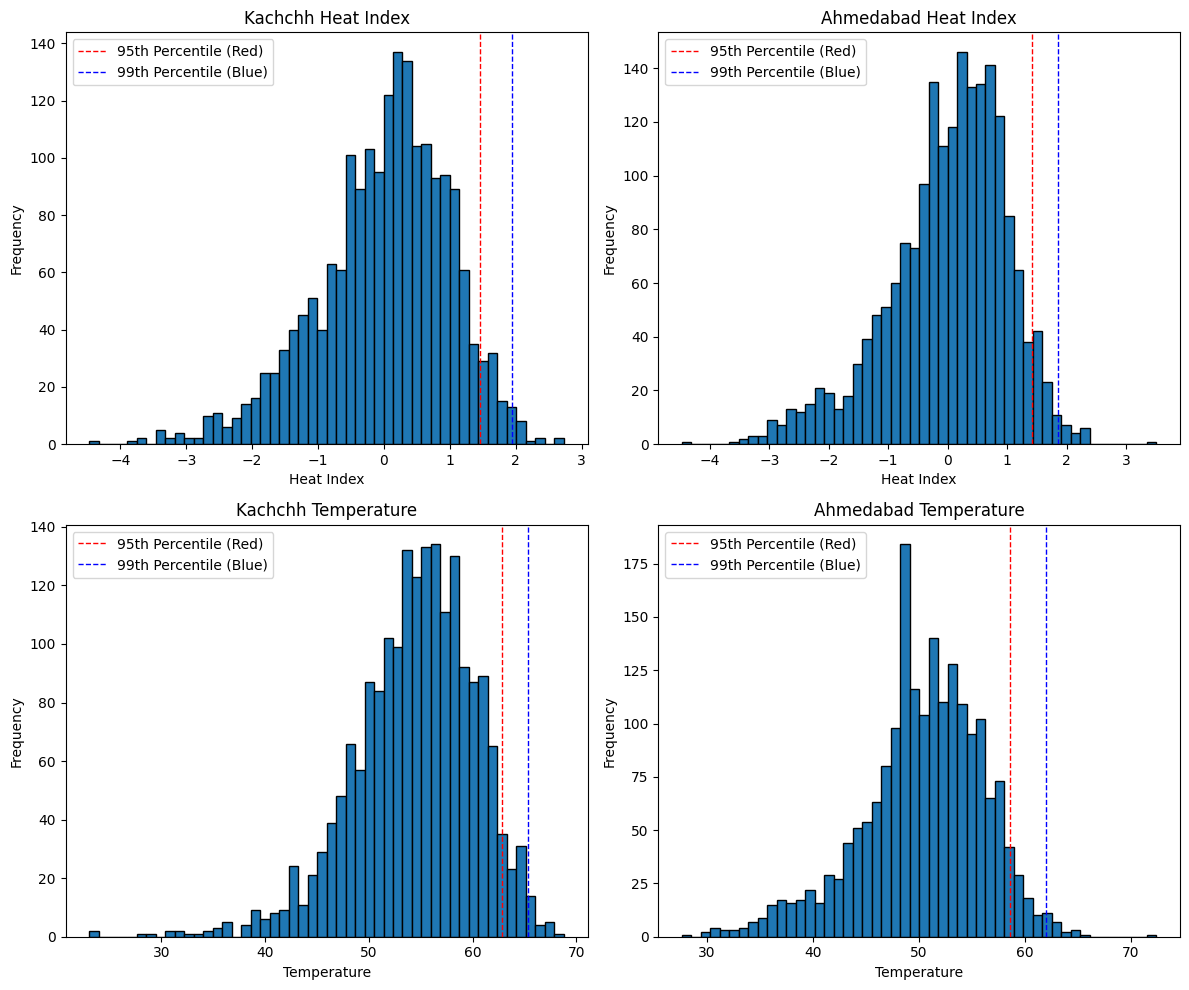 Kachchh Heat Index
95th Percentile (Red)
99th Percentile (Blue)
140
120
100
80
60
40
20
0
Frequency
−4
−3
−2
−1
0
1
2
3
Heat Index
Ahmedabad Heat Index
95th Percentile (Red)
99th Percentile (Blue)
140
120
100
80
60
40
20
0
Frequency
−4
−3
−2
−1
0
1
2
3
Heat Index
Kachchh Temperature
95th Percentile (Red)
99th Percentile (Blue)
140
120
100
80
60
40
20
0
Frequency
30
40
50
60
70
Temperature
Ahmedabad Temperature
95th Percentile (Red)
99th Percentile (Blue)
175
150
125
100
75
50
25
0
Frequency
30
40
50
60
70
Temperature